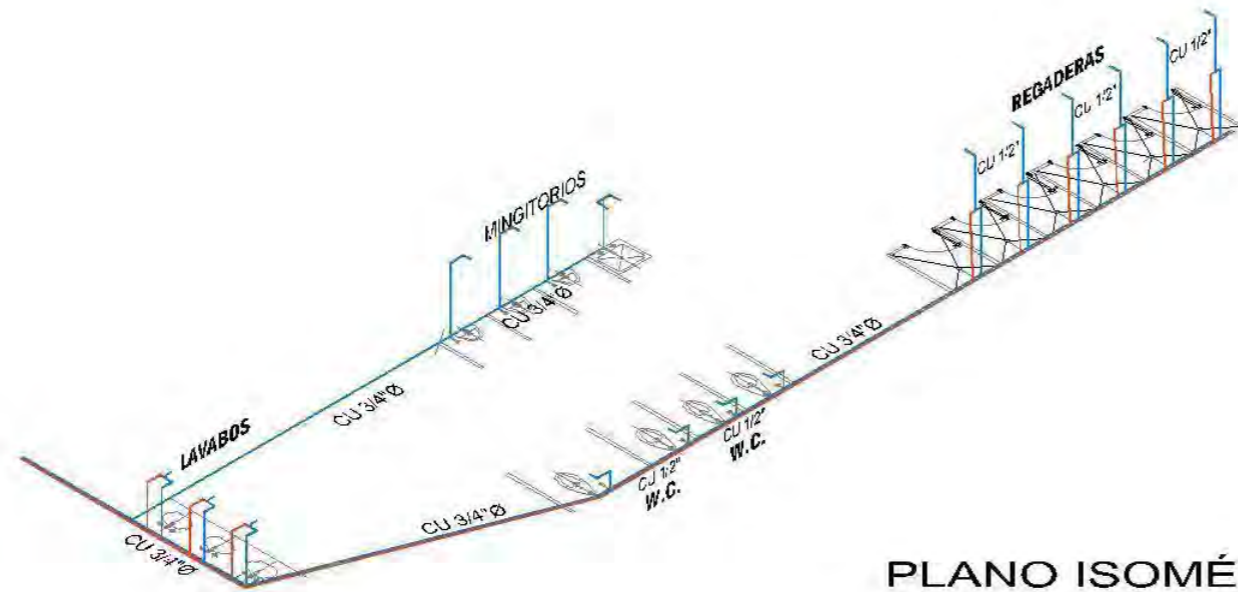 CU 1/2"
REGADERAS
CU 1/2"
CU 1/2"
MINGITORIOS
CU 3/4"Ø
CU 3/4"Ø
CU 3/4"Ø
LAVABOS
CU 1/2"
W.C.
CU 1/2"
W.C.
CU 3/4"Ø
CU 3/4"Ø
PLANO ISOMÉ